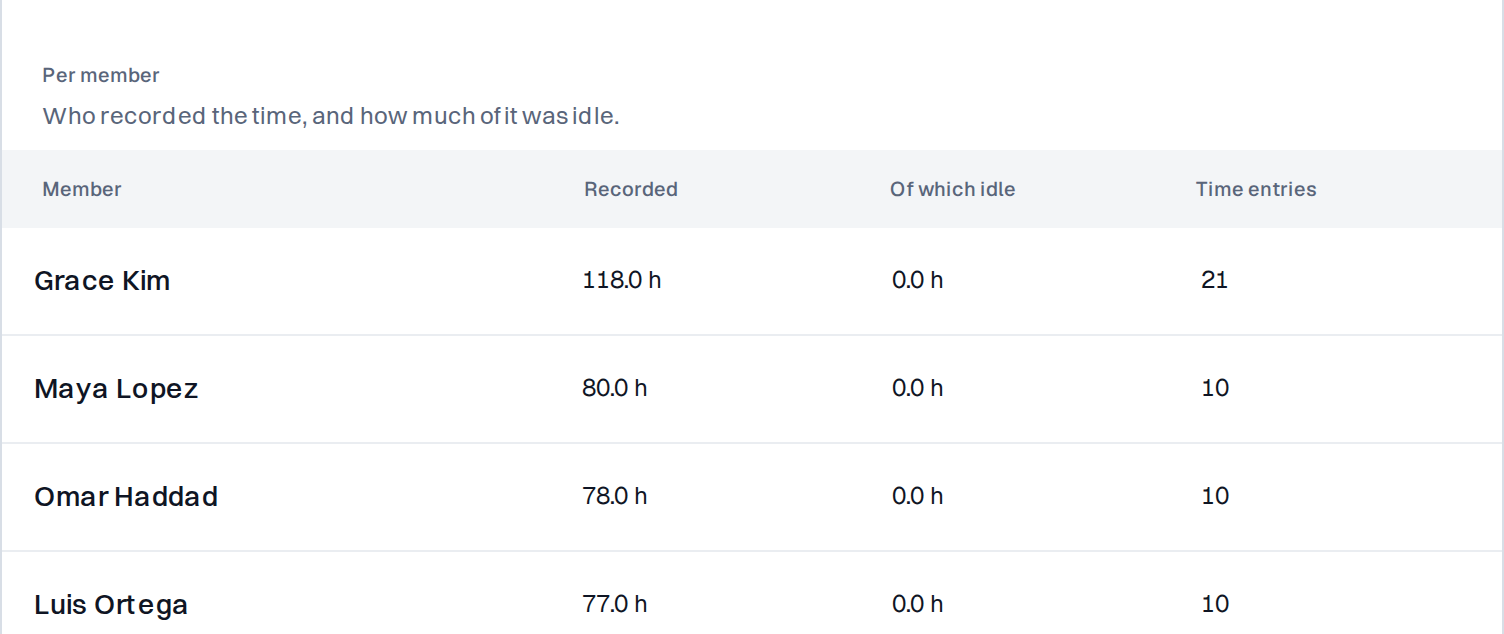 Per member
Who recorded the time, and how much of it was idle.
Member Recorded Of which idle Time entries
Grace Kim 118.0 h 0.0 h 21
Maya Lopez 80.0 h 0.0 h 10
Omar Haddad 78.0 h 0.0 h 10
Luis Ortega 77.0 h 0.0 h 10